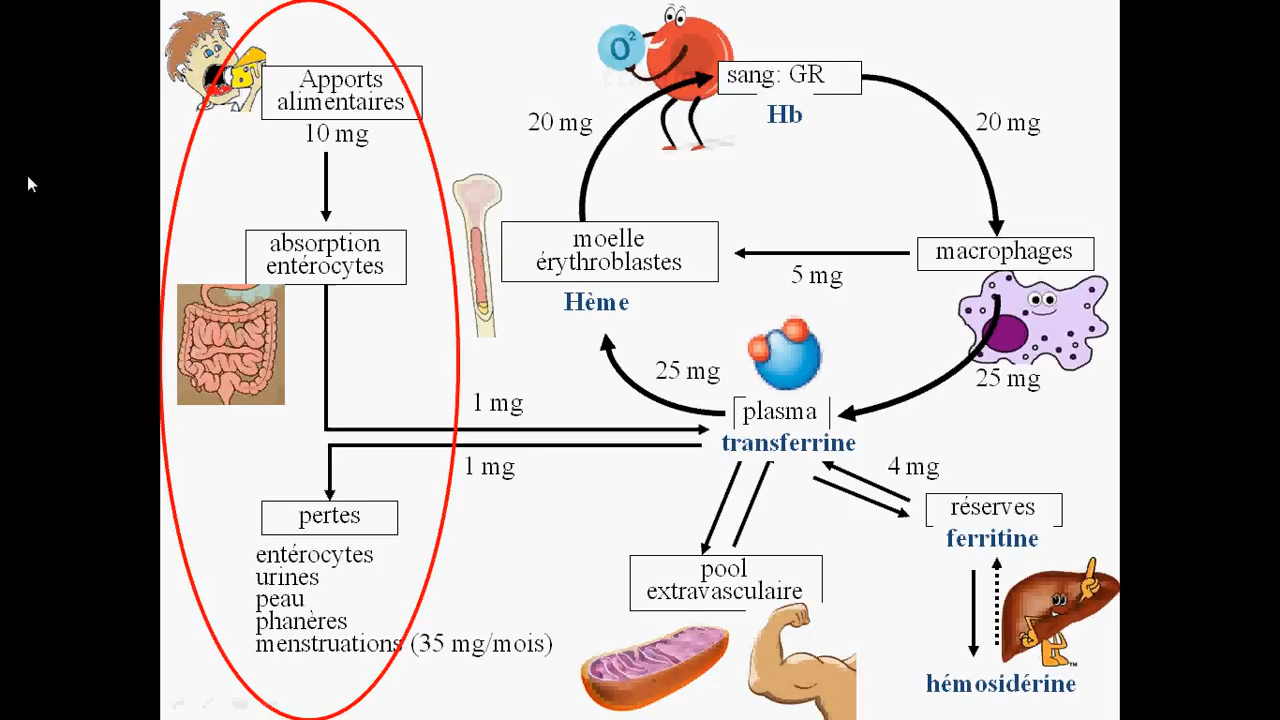 Apports
alimentaires
10 mg
absorption
entérocytes
1 mg
1 mg
pertes
entérocytes
urines
peau
phanères
menstruations (35 mg/mois)
O²
sang: GR
Hb
20 mg
20 mg
moelle
érythroblastes
Hème
macrophages
5 mg
25 mg
25 mg
plasma
transferrine
4 mg
réserves
ferritine
pool
extravasculaire
hémosidérine
TM